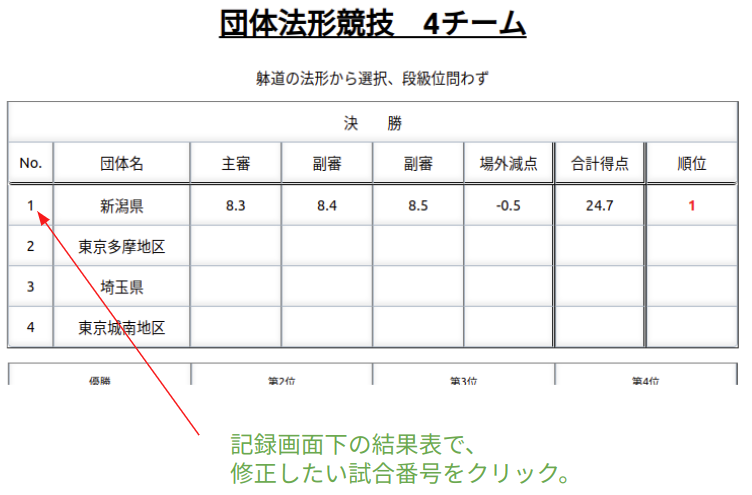 団体法形競技　4チーム
躰道の法形から選択、段級位問わず
決　　勝
No. 団体名 主審 副審 副審 場外減点 合計得点 順位
1 新潟県 8.3 8.4 8.5 -0.5 24.7 1
2 東京多摩地区
3 埼玉県
4 東京城南地区
優勝 第2位 第3位 第4位
記録画面下の結果表で、
修正したい試合番号をクリック。